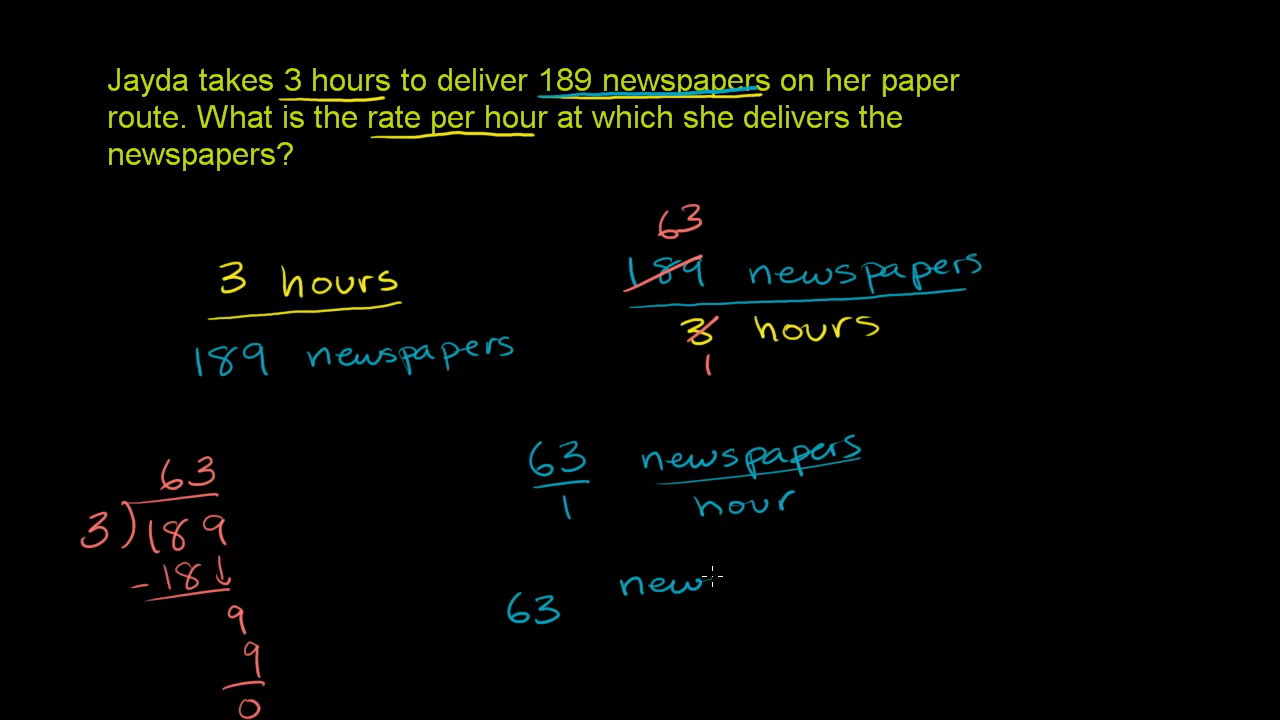 Jayda takes 3 hours to deliver 189 newspapers on her paper
route. What is the rate per hour at which she delivers the
newspapers?
3 hours
189 newspapers
63
189 newspapers
3 hours
1
63 newspapers
1 hour
63 new
63
3)189
-18↓
9
9
0